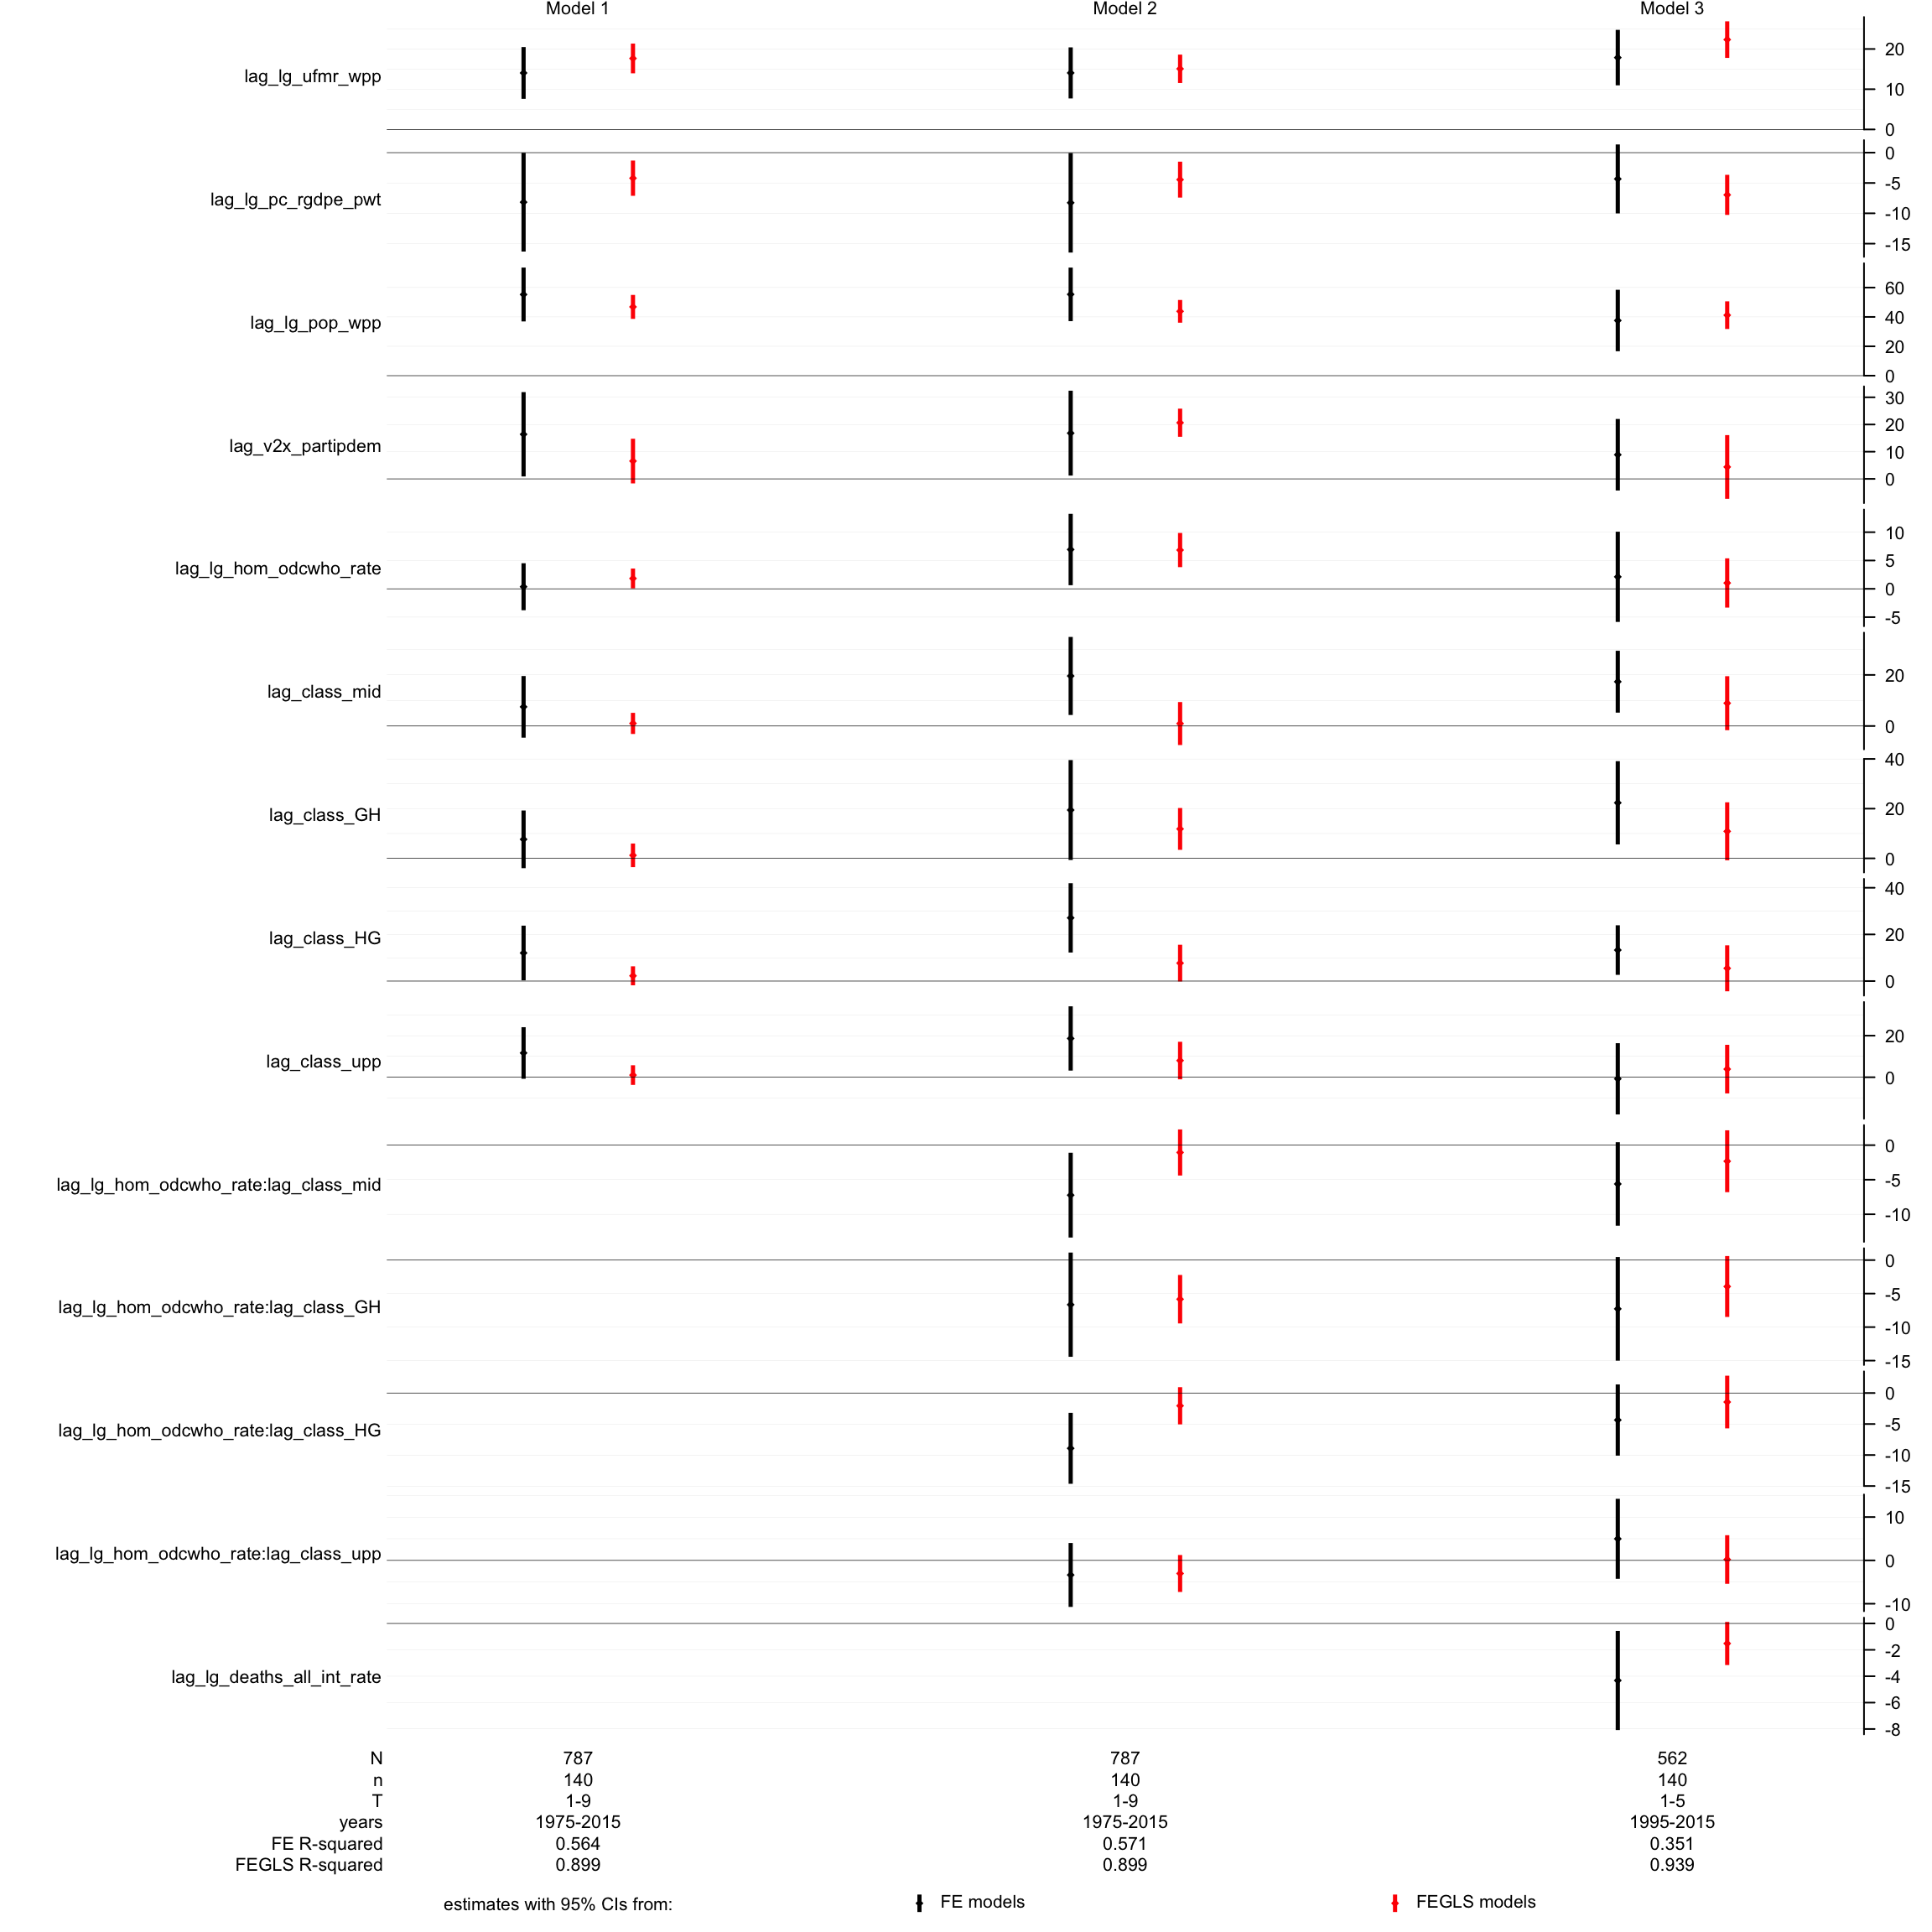 Model 1 Model 2 Model 3
lag_lg_ufmr_wpp
20
10
0
lag_lg_pc_rgdpe_pwt
0
-5
-10
-15
lag_lg_pop_wpp
60
40
20
0
lag_v2x_partipdem
30
20
10
0
lag_lg_hom_odcwho_rate
10
5
0
-5
lag_class_mid
20
0
lag_class_GH
40
20
0
lag_class_HG
40
20
0
lag_class_upp
20
0
lag_lg_hom_odcwho_rate:lag_class_mid
0
-5
-10
lag_lg_hom_odcwho_rate:lag_class_GH
0
-5
-10
-15
lag_lg_hom_odcwho_rate:lag_class_HG
0
-5
-10
-15
lag_lg_hom_odcwho_rate:lag_class_upp
10
0
-10
lag_lg_deaths_all_int_rate
0
-2
-4
-6
-8
N 787 787 562
n 140 140 140
T 1-9 1-9 1-5
years 1975-2015 1975-2015 1995-2015
FE R-squared 0.564 0.571 0.351
FEGLS R-squared 0.899 0.899 0.939
estimates with 95% CIs from: FE models FEGLS models